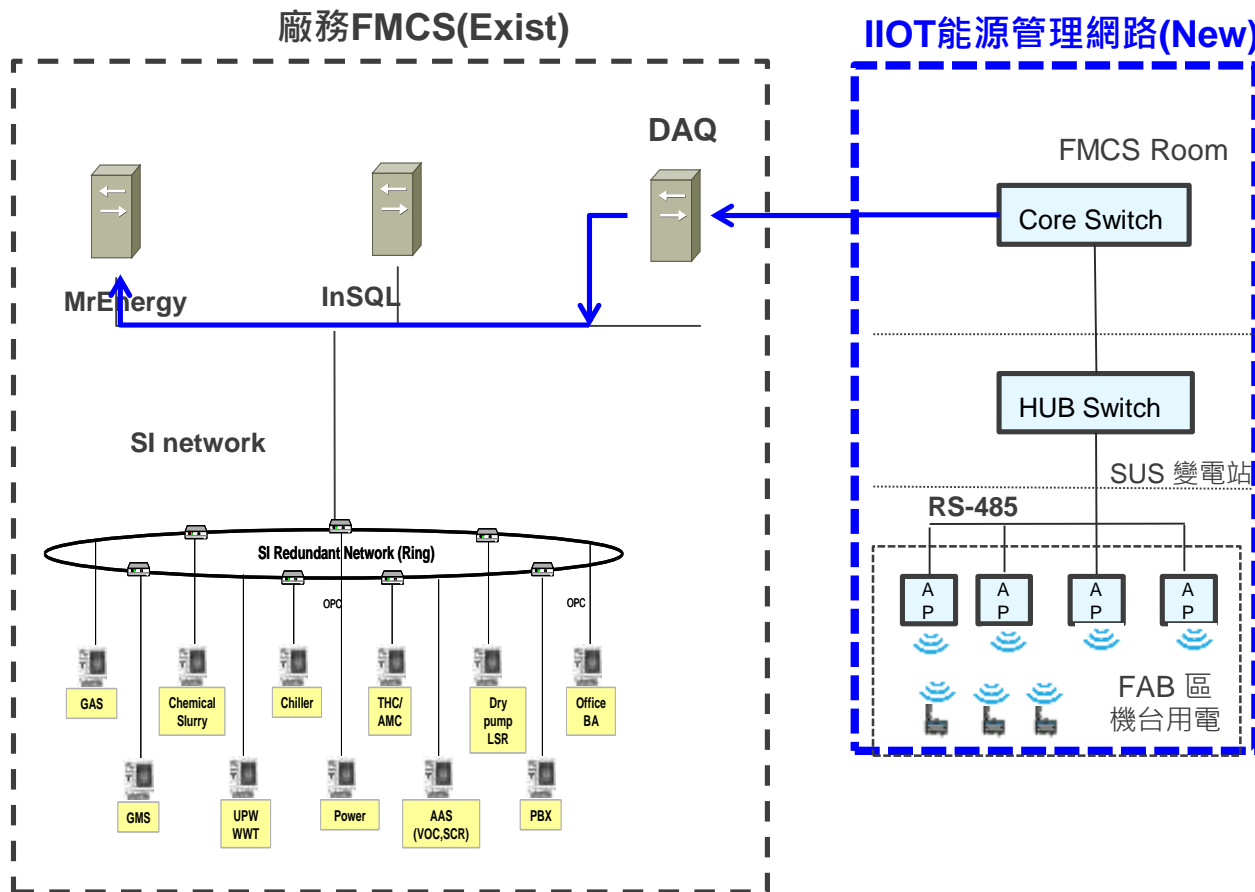 廠務FMCS(Exist)
IIOT能源管理網路(New)
DAQ
FMCS Room
Core Switch
MrEnergy
InSQL
HUB Switch
SI network
SUS 變電站
RS-485
SI Redundant Network (Ring)
A
P
A
P
A
P
A
P
OPC
OPC
FAB 區
機台用電
GAS
Chemical
Slurry
Chiller
THC/
AMC
Dry
pump
LSR
Office
BA
GMS
UPW
WWT
Power
AAS
(VOC,SCR)
PBX